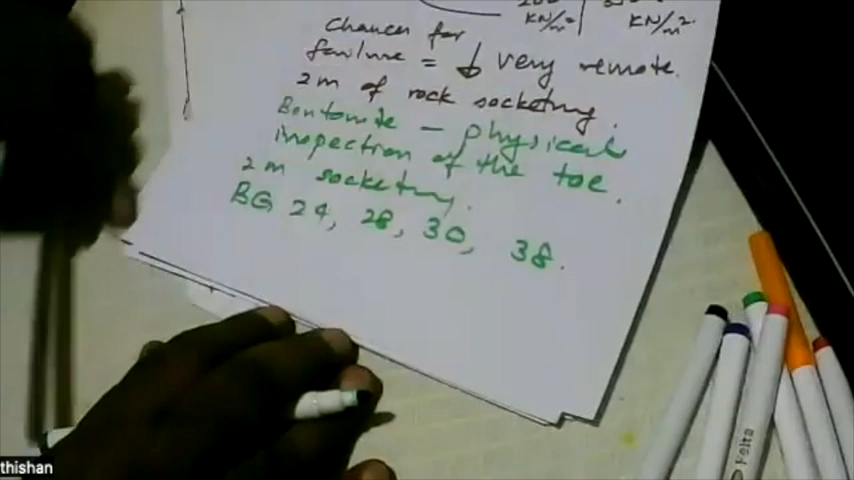 KN/m² | KN/m².
Chances for
failure = ↓ very remote.
2m of rock socketing.
Bentonite - physical
inspection of the toe.
2m socketing.
BG 24, 28, 30, 38.
thishan